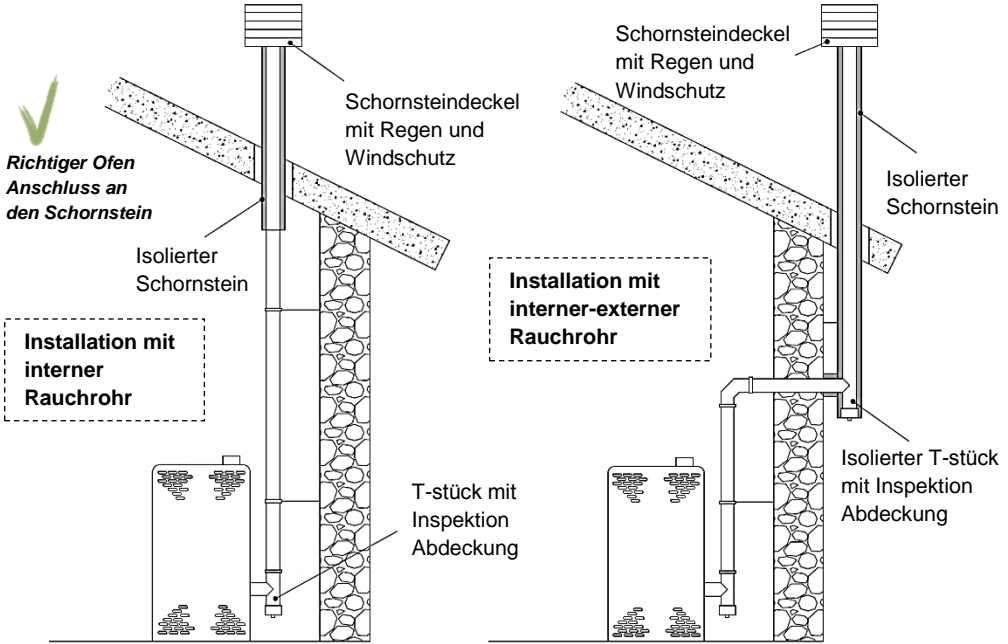 Richtiger Ofen
Anschluss an
den Schornstein
Schornsteindeckel
mit Regen und
Windschutz
Isolierter
Schornstein
Installation mit
interner
Rauchrohr
T-stück mit
Inspektion
Abdeckung
Schornsteindeckel
mit Regen und
Windschutz
Isolierter
Schornstein
Installation mit
interner-externer
Rauchrohr
Isolierter T-stück
mit Inspektion
Abdeckung